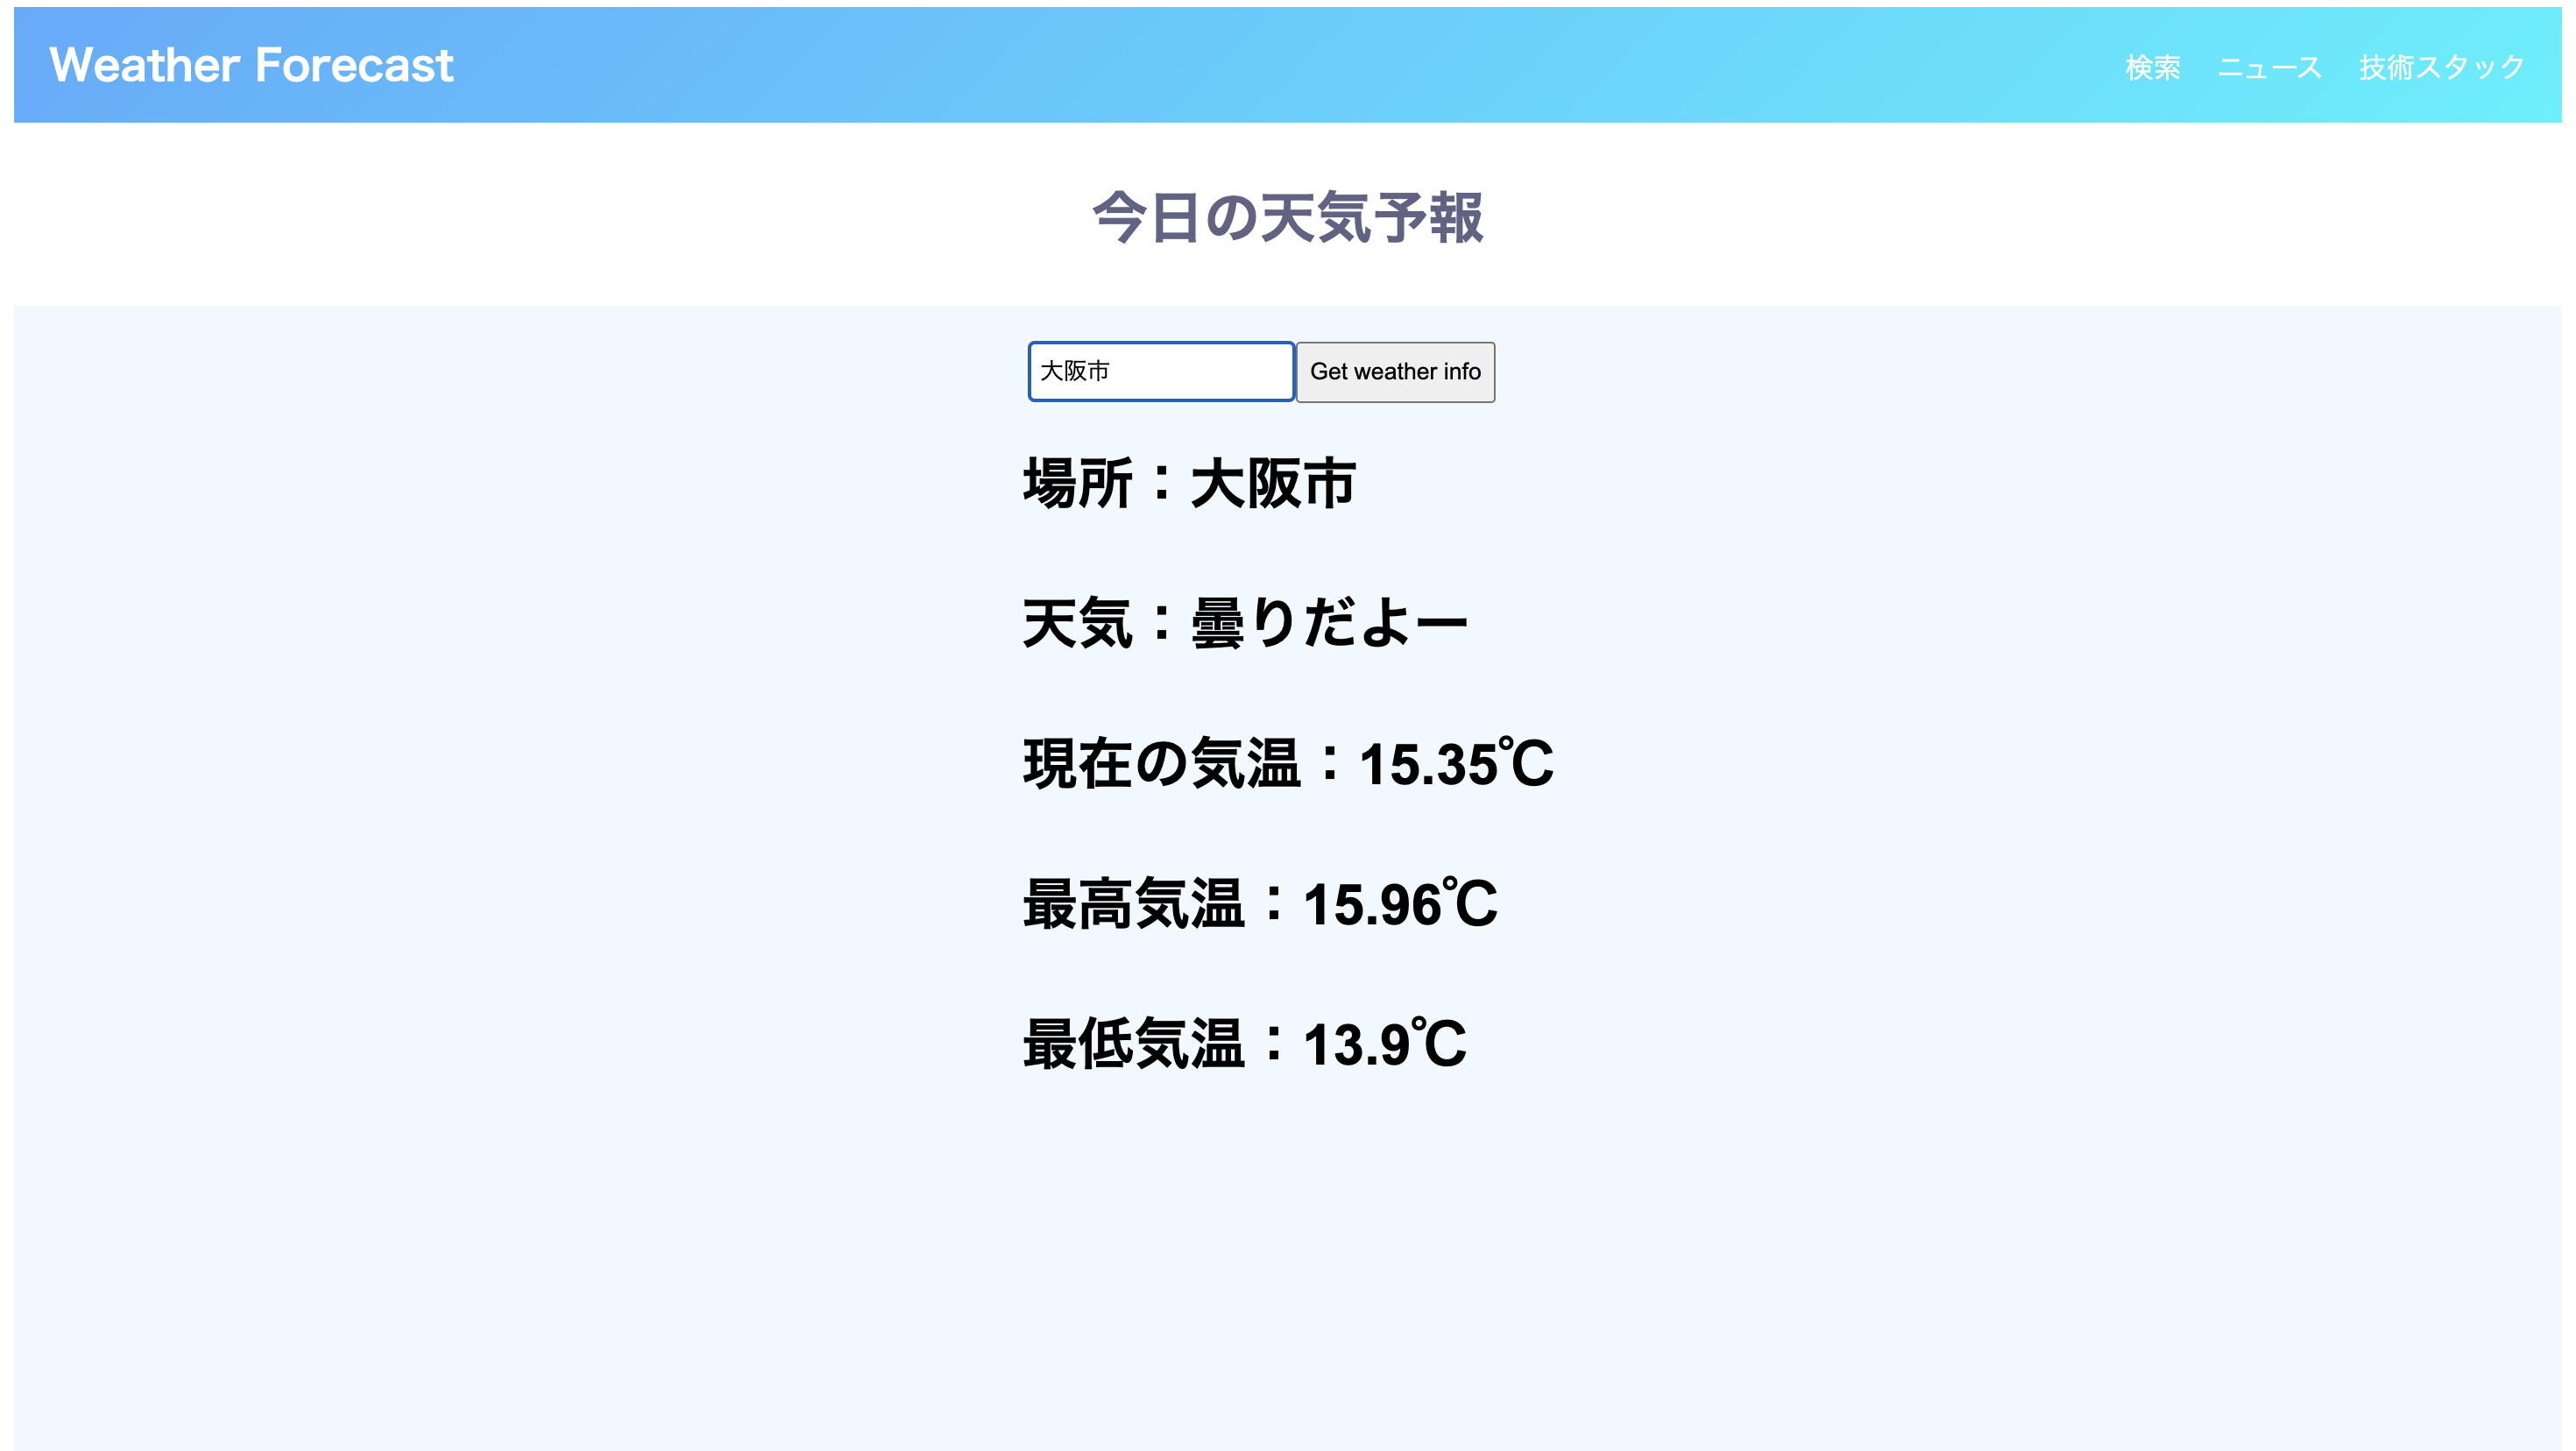 Weather Forecast
検索 ニュース 技術スタック
今日の天気予報
大阪市 Get weather info
場所：大阪市
天気：曇りだよー
現在の気温：15.35℃
最高気温：15.96℃
最低気温：13.9℃